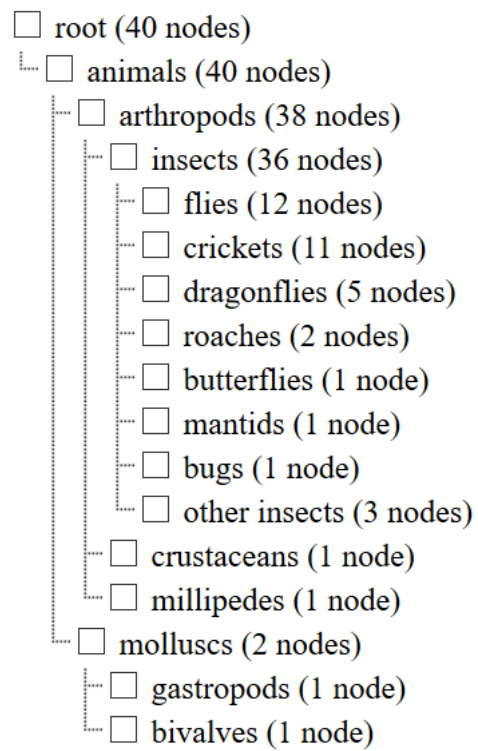 root (40 nodes)
animals (40 nodes)
arthropods (38 nodes)
insects (36 nodes)
flies (12 nodes)
crickets (11 nodes)
dragonflies (5 nodes)
roaches (2 nodes)
butterflies (1 node)
mantids (1 node)
bugs (1 node)
other insects (3 nodes)
crustaceans (1 node)
millipedes (1 node)
molluscs (2 nodes)
gastropods (1 node)
bivalves (1 node)